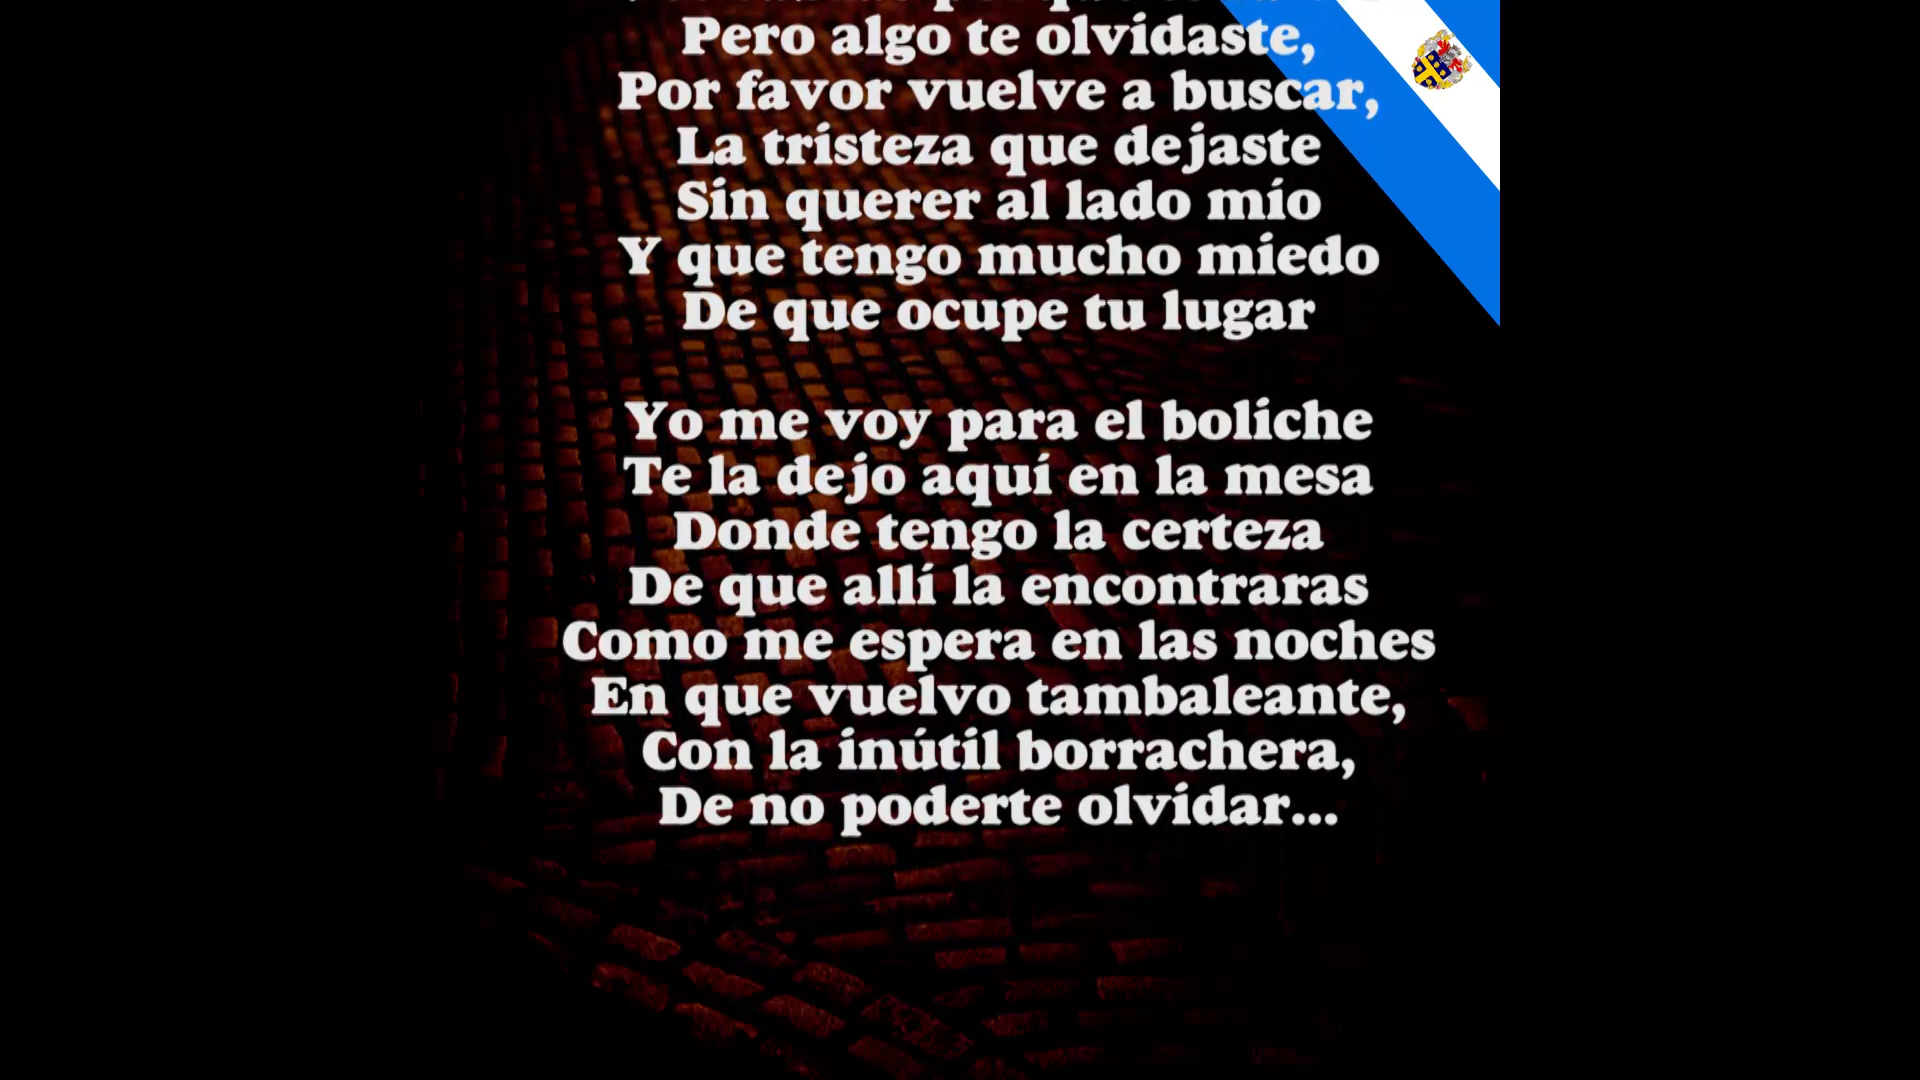 Pero algo te olvidaste,
Por favor vuelve a buscar,
La tristeza que dejaste
Sin querer al lado mío
Y que tengo mucho miedo
De que ocupe tu lugar
Yo me voy para el boliche
Te la dejo aquí en la mesa
Donde tengo la certeza
De que allí la encontraras
Como me espera en las noches
En que vuelvo tambaleante,
Con la inútil borrachera,
De no poderte olvidar...